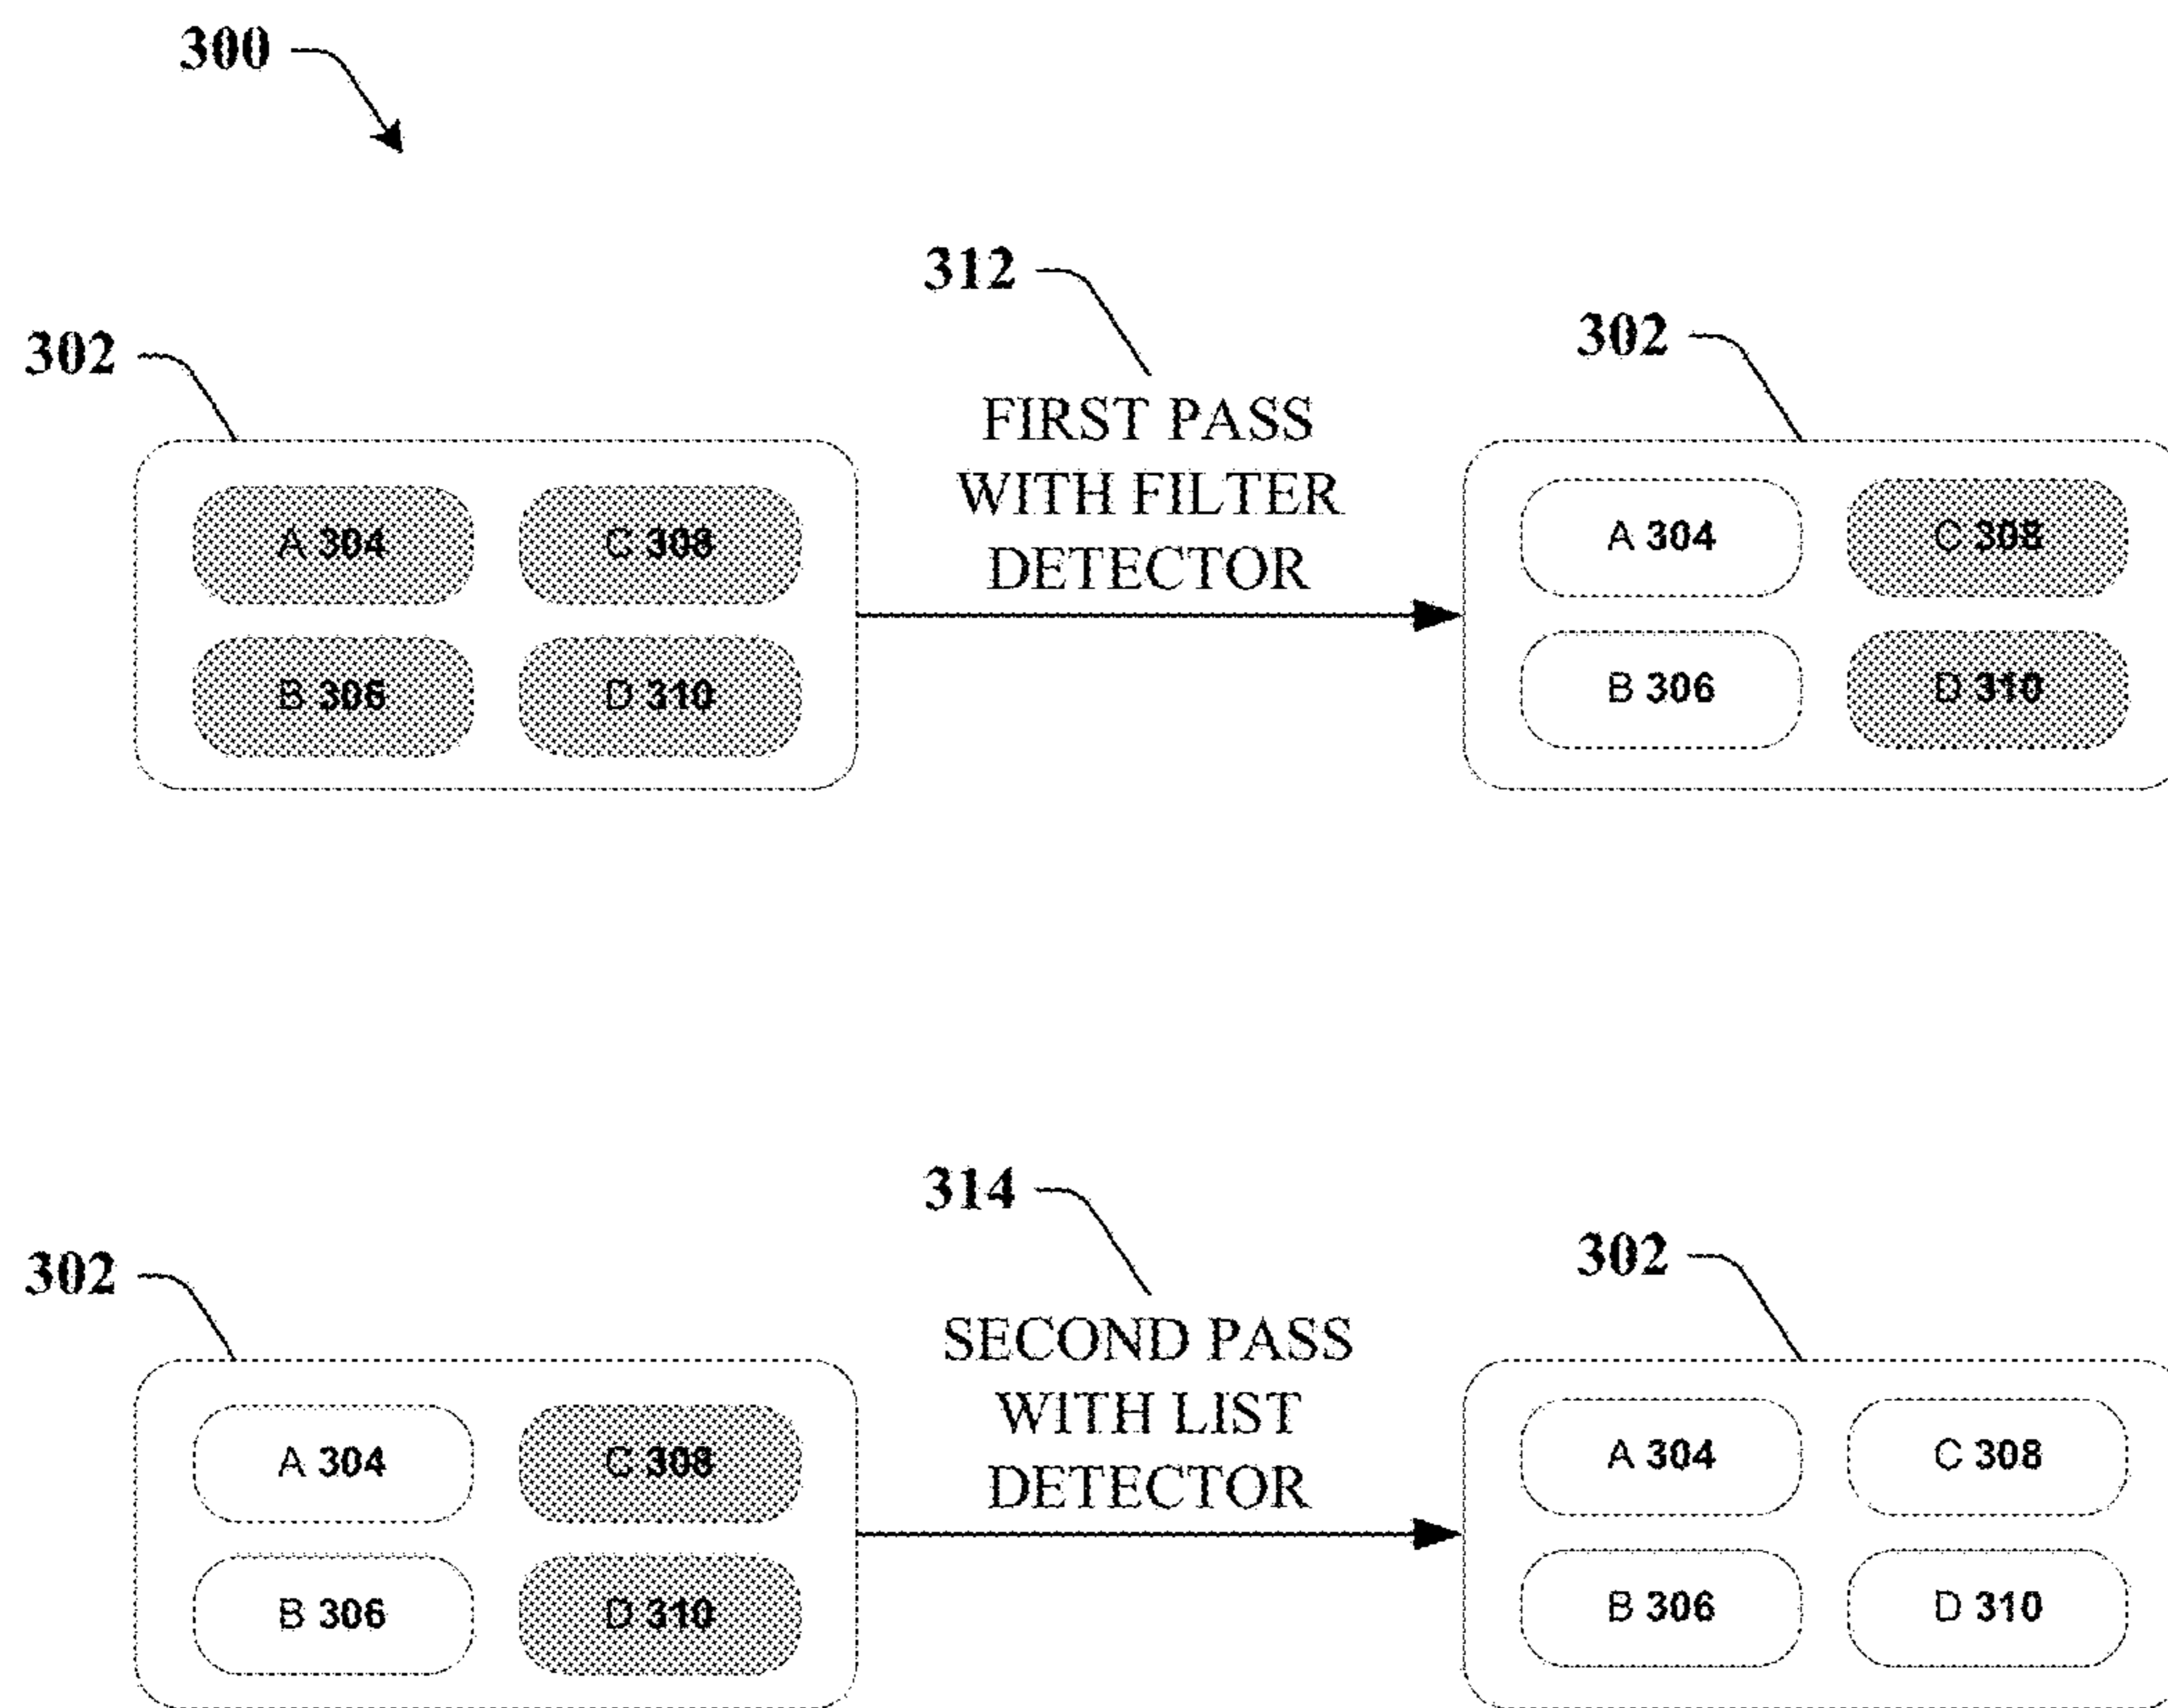 300
312
302
302
FIRST PASS
WITH FILTER
DETECTOR
A 304
C 308
B 306
D 310
A 304
C 308
B 306
D 310
314
302
302
SECOND PASS
WITH LIST
DETECTOR
A 304
C 308
B 306
D 310
A 304
C 308
B 306
D 310